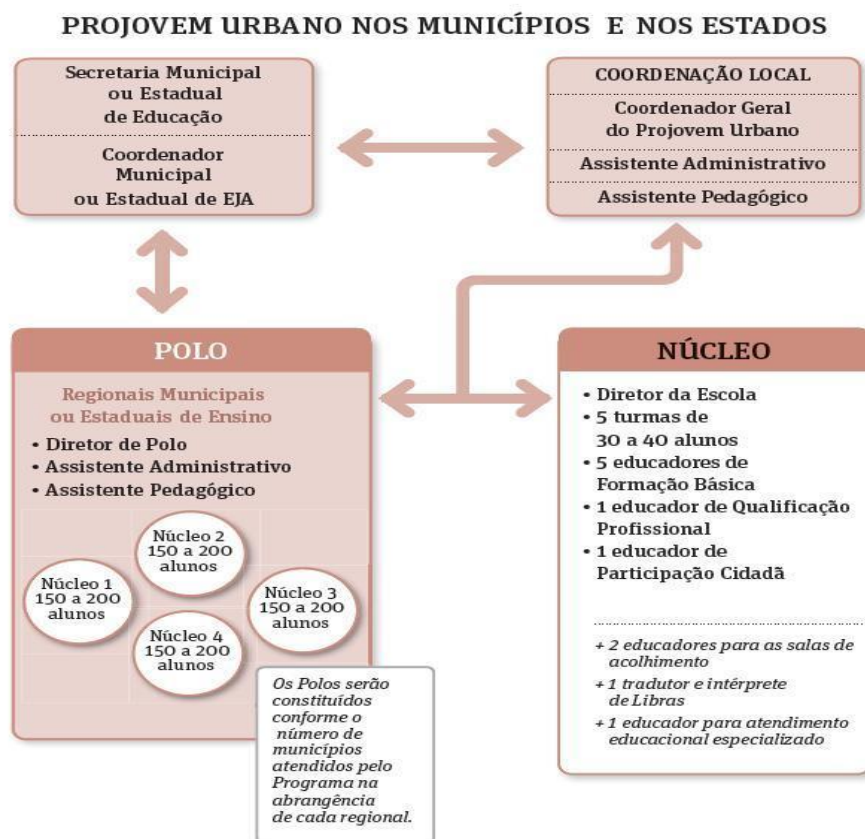 PROJOVEM URBANO NOS MUNICÍPIOS E NOS ESTADOS
Secretaria Municipal
ou Estadual
de Educação
Coordenador
Municipal
ou Estadual de EJA
COORDENAÇÃO LOCAL
Coordenador Geral
do Projovem Urbano
Assistente Administrativo
Assistente Pedagógico
POLO
Regionais Municipais
ou Estaduais de Ensino
• Diretor de Polo
• Assistente Administrativo
• Assistente Pedagógico
Núcleo 1
150 a 200
alunos
Núcleo 2
150 a 200
alunos
Núcleo 3
150 a 200
alunos
Núcleo 4
150 a 200
alunos
Os Polos serão
constituídos
conforme o
número de
municípios
atendidos pelo
Programa na
abrangência
de cada regional.
NÚCLEO
• Diretor da Escola
• 5 turmas de
30 a 40 alunos
• 5 educadores de
Formação Básica
• 1 educador de Qualificação
Profissional
• 1 educador de
Participação Cidadã
+ 2 educadores para as salas de
acolhimento
+ 1 tradutor e intérprete
de Libras
+ 1 educador para atendimento
educacional especializado